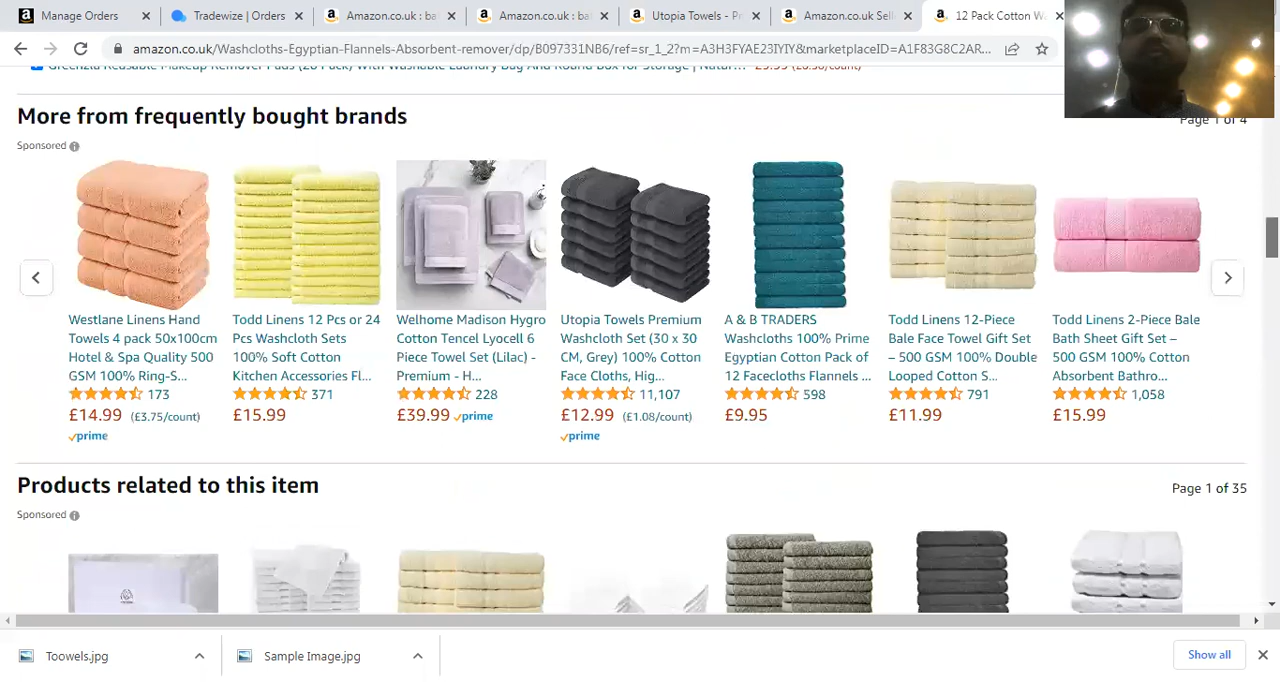 Manage Orders
Tradewize | Orders
Amazon.co.uk : ba
Amazon.co.uk : ba
Utopia Towels - Pr
Amazon.co.uk Sell
12 Pack Cotton W
amazon.co.uk/Washcloths-Egyptian-Flannels-Absorbent-remover/dp/B097331NB6/ref=sr_1_2?m=A3H3FYAE23IYIY&marketplaceID=A1F83G8C2AR...
More from frequently bought brands
Page 1 of 4
Sponsored
Westlane Linens Hand
Towels 4 pack 50x100cm
Hotel & Spa Quality 500
GSM 100% Ring-S...
173
£14.99 (£3.75/count)
prime
Todd Linens 12 Pcs or 24
Pcs Washcloth Sets
100% Soft Cotton
Kitchen Accessories Fl...
371
£15.99
Welhome Madison Hygro
Cotton Tencel Lyocell 6
Piece Towel Set (Lilac) -
Premium - H...
228
£39.99 prime
Utopia Towels Premium
Washcloth Set (30 x 30
CM, Grey) 100% Cotton
Face Cloths, Hig...
11,107
£12.99 (£1.08/count)
prime
A & B TRADERS
Washcloths 100% Prime
Egyptian Cotton Pack of
12 Facecloths Flannels ...
598
£9.95
Todd Linens 12-Piece
Bale Face Towel Gift Set
– 500 GSM 100% Double
Looped Cotton S...
791
£11.99
Todd Linens 2-Piece Bale
Bath Sheet Gift Set –
500 GSM 100% Cotton
Absorbent Bathro...
1,058
£15.99
Products related to this item
Page 1 of 35
Sponsored
Toowels.jpg
Sample Image.jpg
Show all